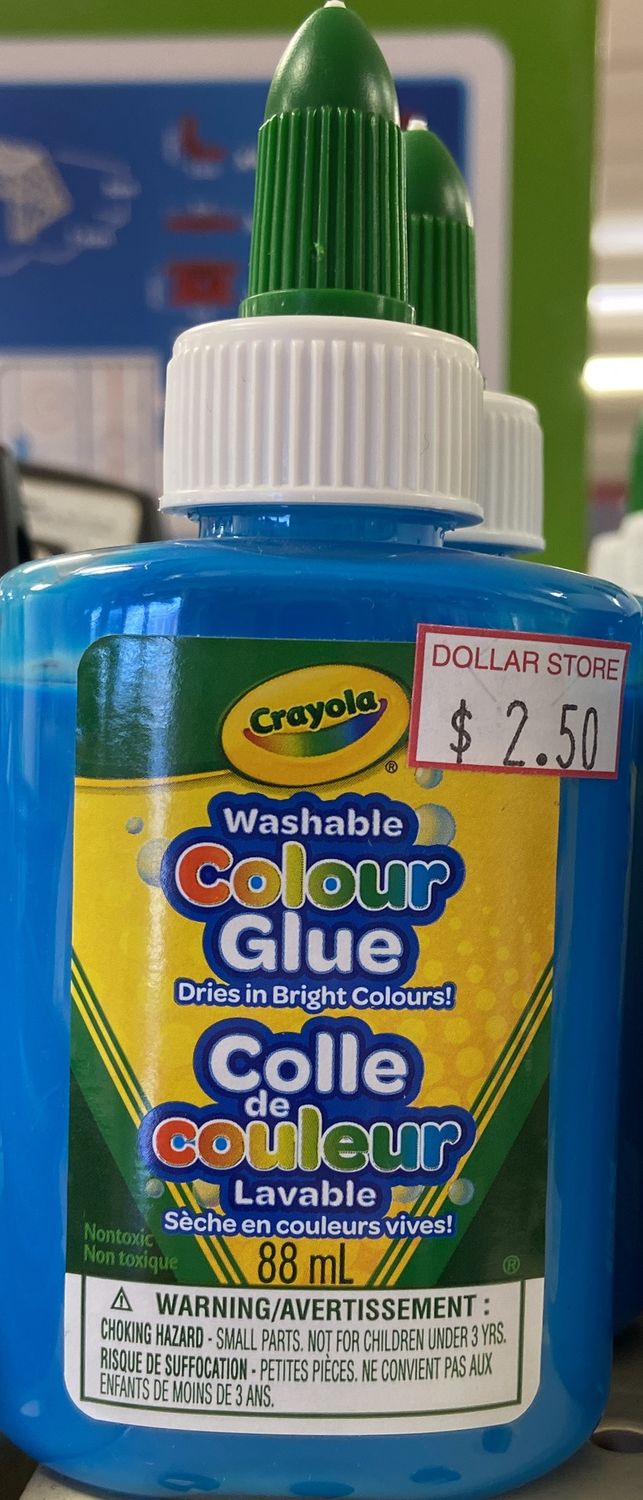 DOLLAR STORE
$ 2.50
Crayola
®
Washable
Colour
Glue
Dries in Bright Colours!
Colle
de
couleur
Lavable
Sèche en couleurs vives!
Nontoxic
Non toxique
88 mL
®
⚠ WARNING/AVERTISSEMENT :
CHOKING HAZARD - SMALL PARTS. NOT FOR CHILDREN UNDER 3 YRS.
RISQUE DE SUFFOCATION - PETITES PIÈCES. NE CONVIENT PAS AUX
ENFANTS DE MOINS DE 3 ANS.